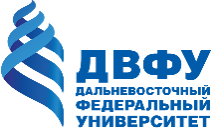 ДВФУ
ДАЛЬНЕВОСТОЧНЫЙ
ФЕДЕРАЛЬНЫЙ
УНИВЕРСИТЕТ